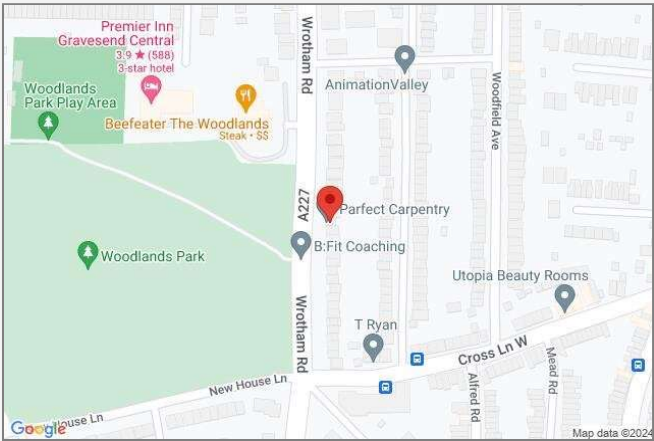 Premier Inn
Gravesend Central
3.9 ★ (588)
3-star hotel
Wrotham Rd
AnimationValley
Woodlands
Park Play Area
Woodfield Ave
Beefeater The Woodlands
Steak • $$
A227
Parfect Carpentry
B:Fit Coaching
Woodlands Park
Utopia Beauty Rooms
Wrotham Rd
T Ryan
Cross Ln W
New House Ln
Alfred Rd
Mead Rd
Google
House Ln
Map data ©2024